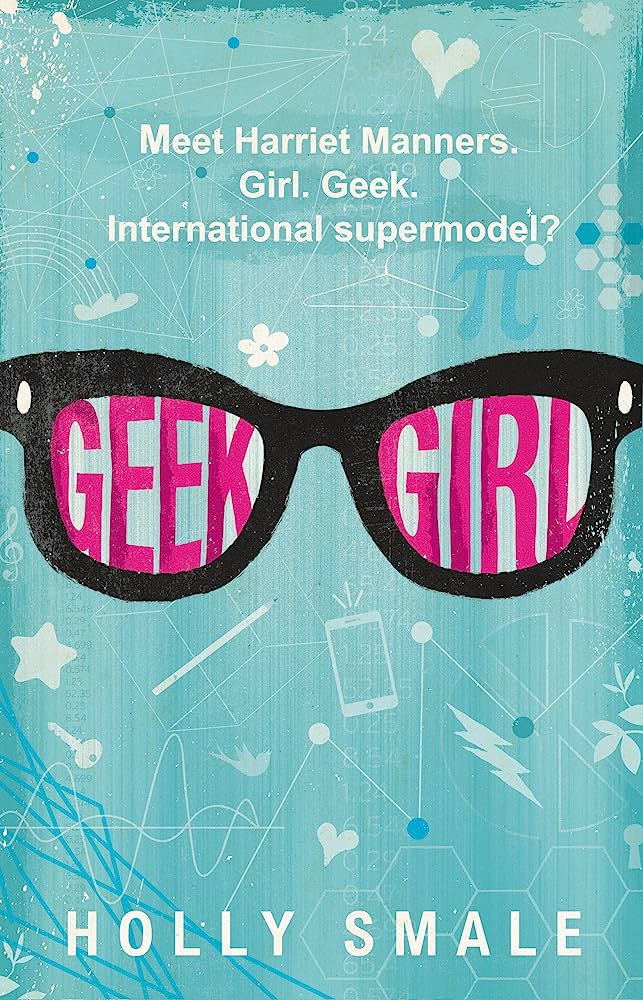 Meet Harriet Manners.
Girl. Geek.
International supermodel?
π
GEEK GIRL
HOLLY SMALE